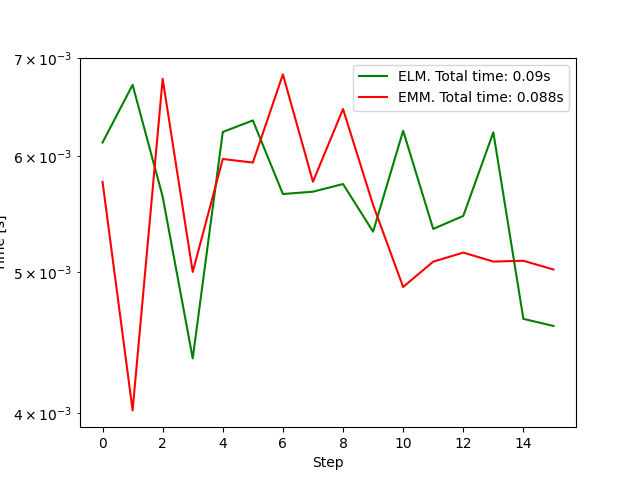 7 × 10⁻³
6 × 10⁻³
5 × 10⁻³
4 × 10⁻³
Time [s]
ELM. Total time: 0.09s
EMM. Total time: 0.088s
0 2 4 6 8 10 12 14
Step